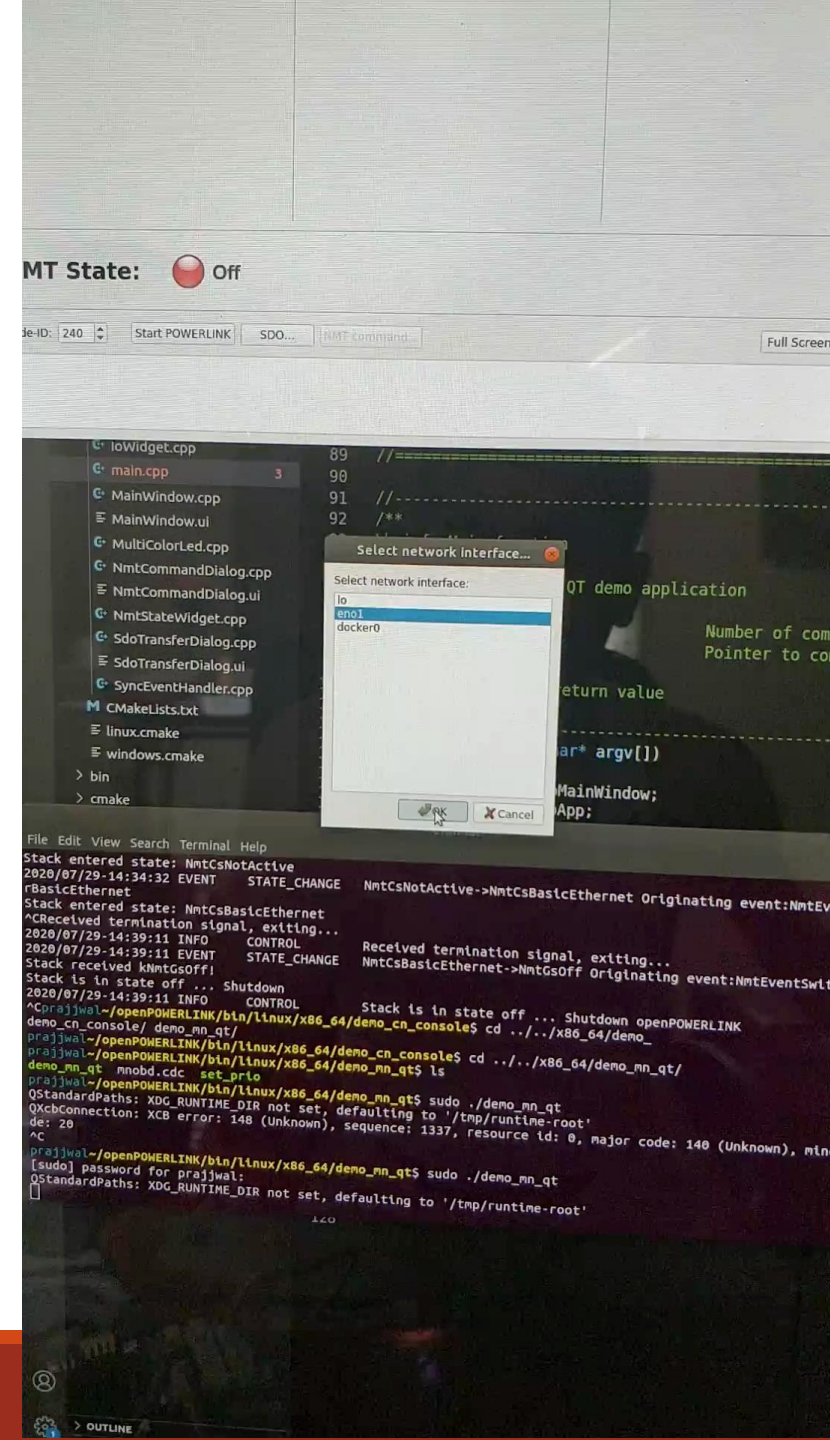 MT State: Off
de-ID: 240 Start POWERLINK SDO... NMT command... Full Screen
IoWidget.cpp
main.cpp 3
MainWindow.cpp
MainWindow.ui
MultiColorLed.cpp
NmtCommandDialog.cpp
NmtCommandDialog.ui
NmtStateWidget.cpp
SdoTransferDialog.cpp
SdoTransferDialog.ui
SyncEventHandler.cpp
CMakeLists.txt
linux.cmake
windows.cmake
> bin
> cmake
89 //==============================
90
91 //------------------------------
92 /**
QT demo application
Number of com
Pointer to co
eturn value
ar* argv[])
MainWindow;
App;
Select network interface...
Select network interface:
lo
eno1
docker0
OK Cancel
File Edit View Search Terminal Help
Stack entered state: NmtCsNotActive
2020/07/29-14:34:32 EVENT STATE_CHANGE NmtCsNotActive->NmtCsBasicEthernet Originating event:NmtEv
rBasicEthernet
Stack entered state: NmtCsBasicEthernet
^CReceived termination signal, exiting...
2020/07/29-14:39:11 INFO CONTROL Received termination signal, exiting...
2020/07/29-14:39:11 EVENT STATE_CHANGE NmtCsBasicEthernet->NmtGsOff Originating event:NmtEventSwit
Stack received kNmtGsOff!
Stack is in state off ... Shutdown
2020/07/29-14:39:11 INFO CONTROL Stack is in state off ... Shutdown openPOWERLINK
^Cprajjwal~/openPOWERLINK/bin/linux/x86_64/demo_cn_console$ cd ../../x86_64/demo_
demo_cn_console/ demo_mn_qt/
prajjwal~/openPOWERLINK/bin/linux/x86_64/demo_cn_console$ cd ../../x86_64/demo_mn_qt/
prajjwal~/openPOWERLINK/bin/linux/x86_64/demo_mn_qt$ ls
demo_mn_qt mnobd.cdc set_prio
prajjwal~/openPOWERLINK/bin/linux/x86_64/demo_mn_qt$ sudo ./demo_mn_qt
QStandardPaths: XDG_RUNTIME_DIR not set, defaulting to '/tmp/runtime-root'
QXcbConnection: XCB error: 148 (Unknown), sequence: 1337, resource id: 0, major code: 140 (Unknown), min
de: 20
^C
prajjwal~/openPOWERLINK/bin/linux/x86_64/demo_mn_qt$ sudo ./demo_mn_qt
[sudo] password for prajjwal:
QStandardPaths: XDG_RUNTIME_DIR not set, defaulting to '/tmp/runtime-root'
> OUTLINE